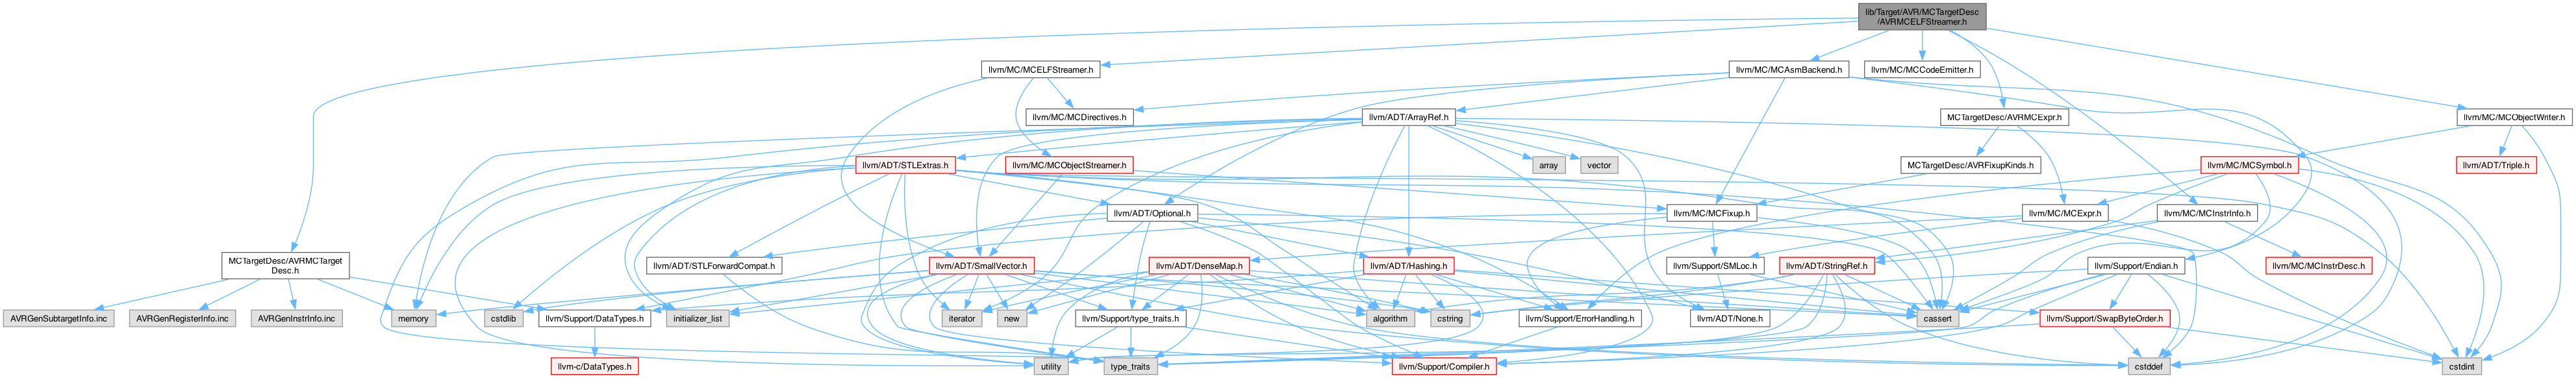 lib/Target/AVR/MCTargetDesc
/AVRMCELFStreamer.h
llvm/MC/MCELFStreamer.h
llvm/MC/MCAsmBackend.h
llvm/MC/MCCodeEmitter.h
llvm/MC/MCDirectives.h
llvm/ADT/ArrayRef.h
MCTargetDesc/AVRMCExpr.h
llvm/MC/MCObjectWriter.h
llvm/ADT/STLExtras.h
llvm/MC/MCObjectStreamer.h
array
vector
MCTargetDesc/AVRFixupKinds.h
llvm/MC/MCSymbol.h
llvm/ADT/Triple.h
llvm/ADT/Optional.h
llvm/MC/MCFixup.h
llvm/MC/MCExpr.h
llvm/MC/MCInstrInfo.h
MCTargetDesc/AVRMCTarget
Desc.h
llvm/ADT/STLForwardCompat.h
llvm/ADT/SmallVector.h
llvm/ADT/DenseMap.h
llvm/ADT/Hashing.h
llvm/Support/SMLoc.h
llvm/ADT/StringRef.h
llvm/Support/Endian.h
llvm/MC/MCInstrDesc.h
AVRGenSubtargetInfo.inc
AVRGenRegisterInfo.inc
AVRGenInstrInfo.inc
memory
cstdlib
llvm/Support/DataTypes.h
initializer_list
iterator
new
llvm/Support/type_traits.h
algorithm
cstring
llvm/Support/ErrorHandling.h
llvm/ADT/None.h
cassert
llvm/Support/SwapByteOrder.h
llvm-c/DataTypes.h
utility
type_traits
llvm/Support/Compiler.h
cstddef
cstdint